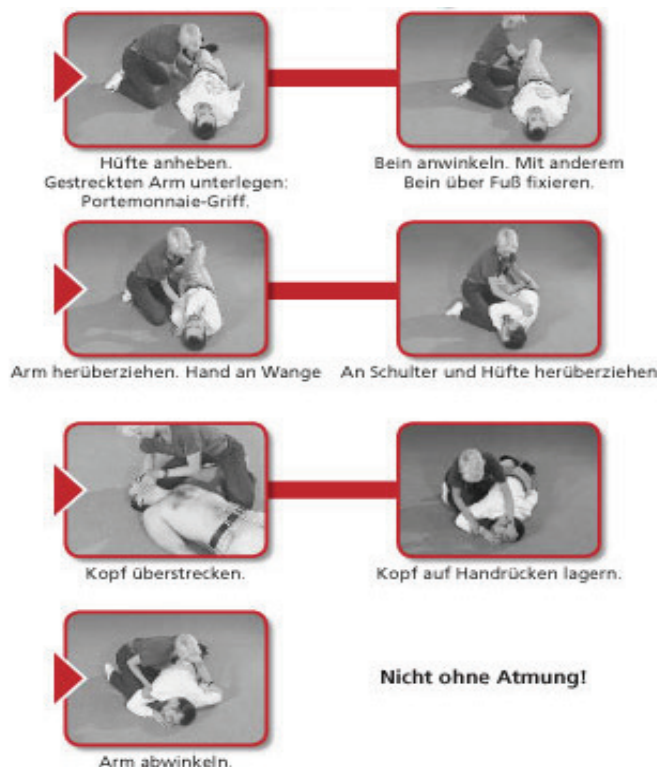 Hüfte anheben.
Gestreckten Arm unterlegen:
Portemonnaie-Griff.
Bein anwinkeln. Mit anderem
Bein über Fuß fixieren.
Arm herüberziehen. Hand an Wange
An Schulter und Hüfte herüberziehen
Kopf überstrecken.
Kopf auf Handrücken lagern.
Nicht ohne Atmung!
Arm abwinkeln.